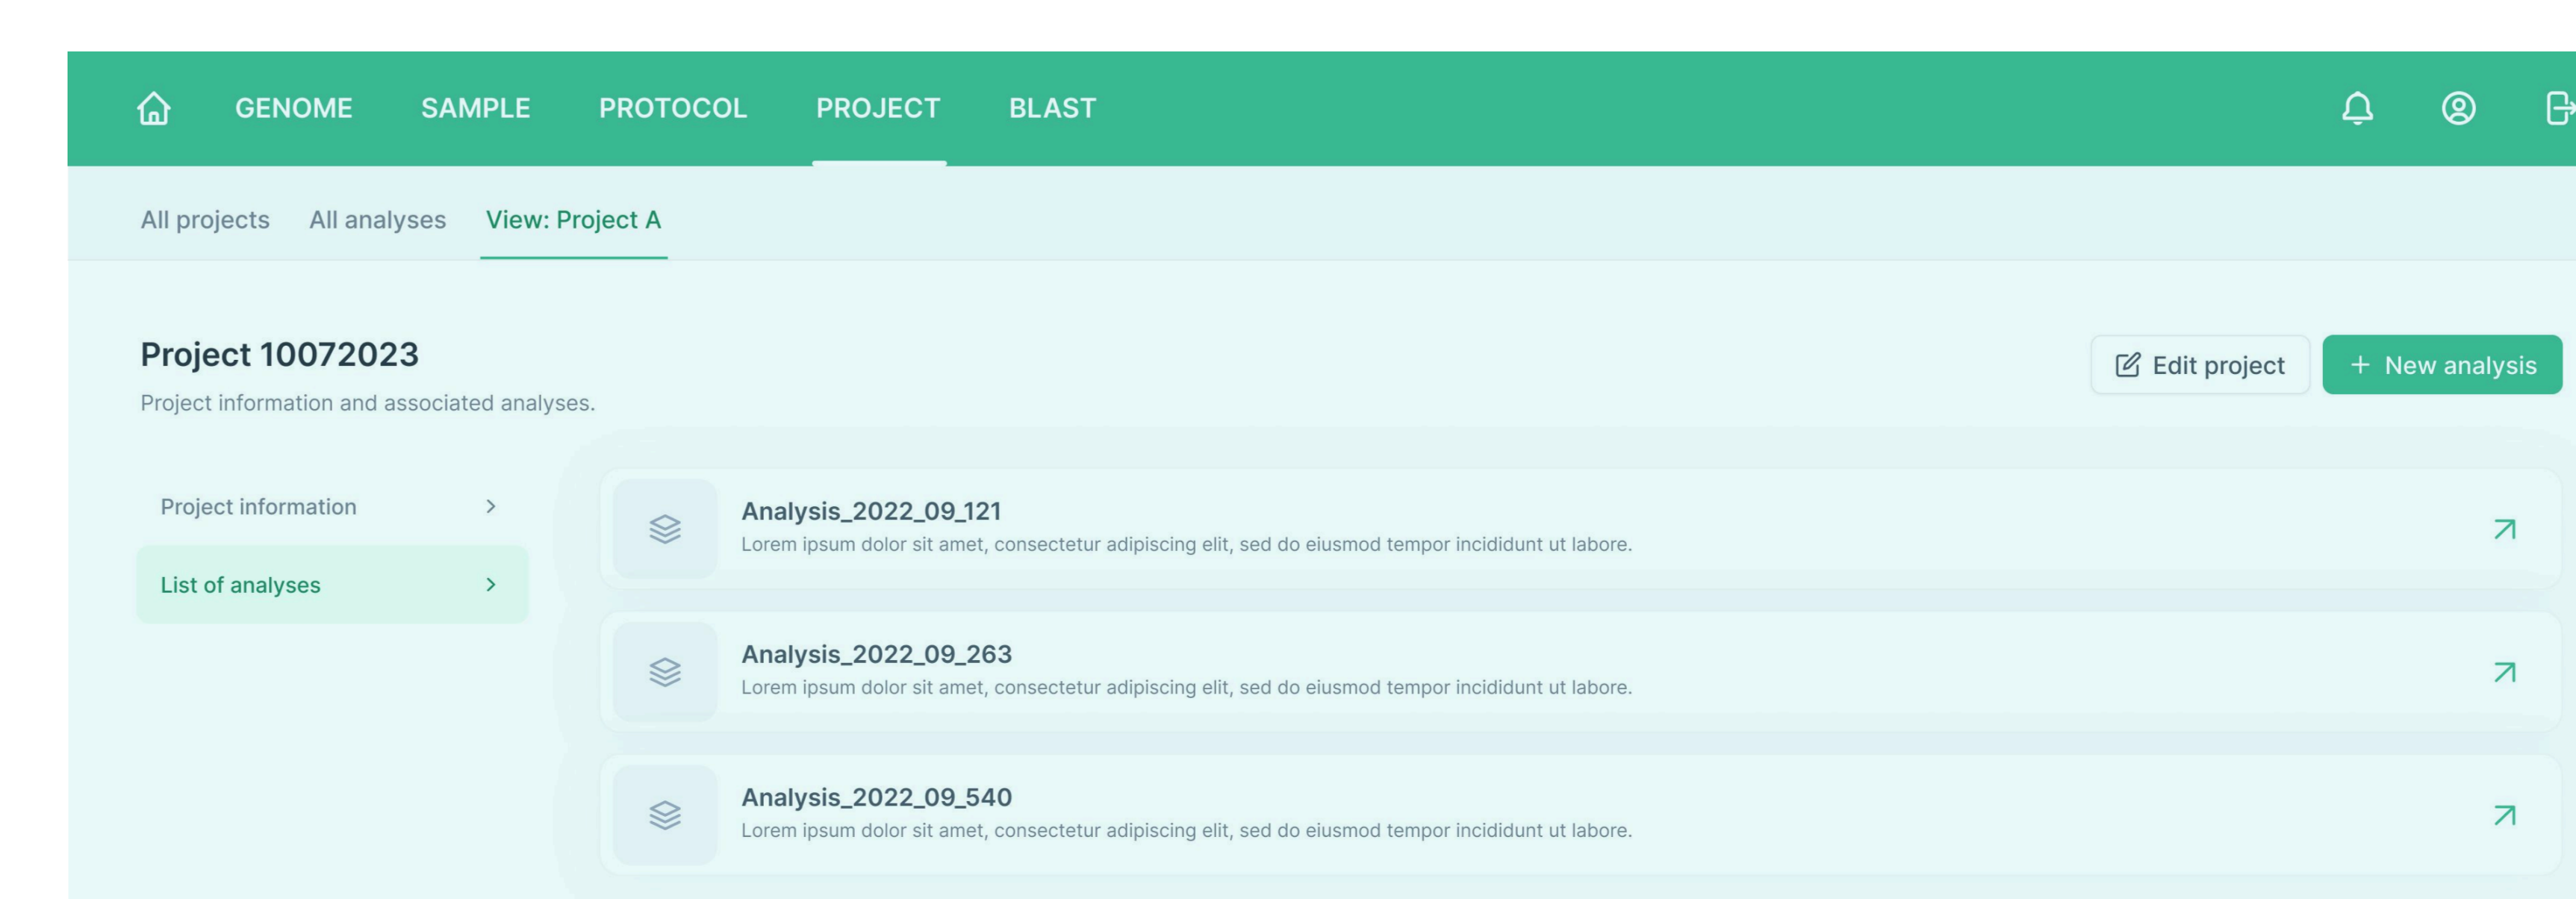 GENOME SAMPLE PROTOCOL PROJECT BLAST
All projects All analyses View: Project A
Project 10072023
Project information and associated analyses.
Edit project + New analysis
Project information
List of analyses
Analysis_2022_09_121
Lorem ipsum dolor sit amet, consectetur adipiscing elit, sed do eiusmod tempor incididunt ut labore.
Analysis_2022_09_263
Lorem ipsum dolor sit amet, consectetur adipiscing elit, sed do eiusmod tempor incididunt ut labore.
Analysis_2022_09_540
Lorem ipsum dolor sit amet, consectetur adipiscing elit, sed do eiusmod tempor incididunt ut labore.